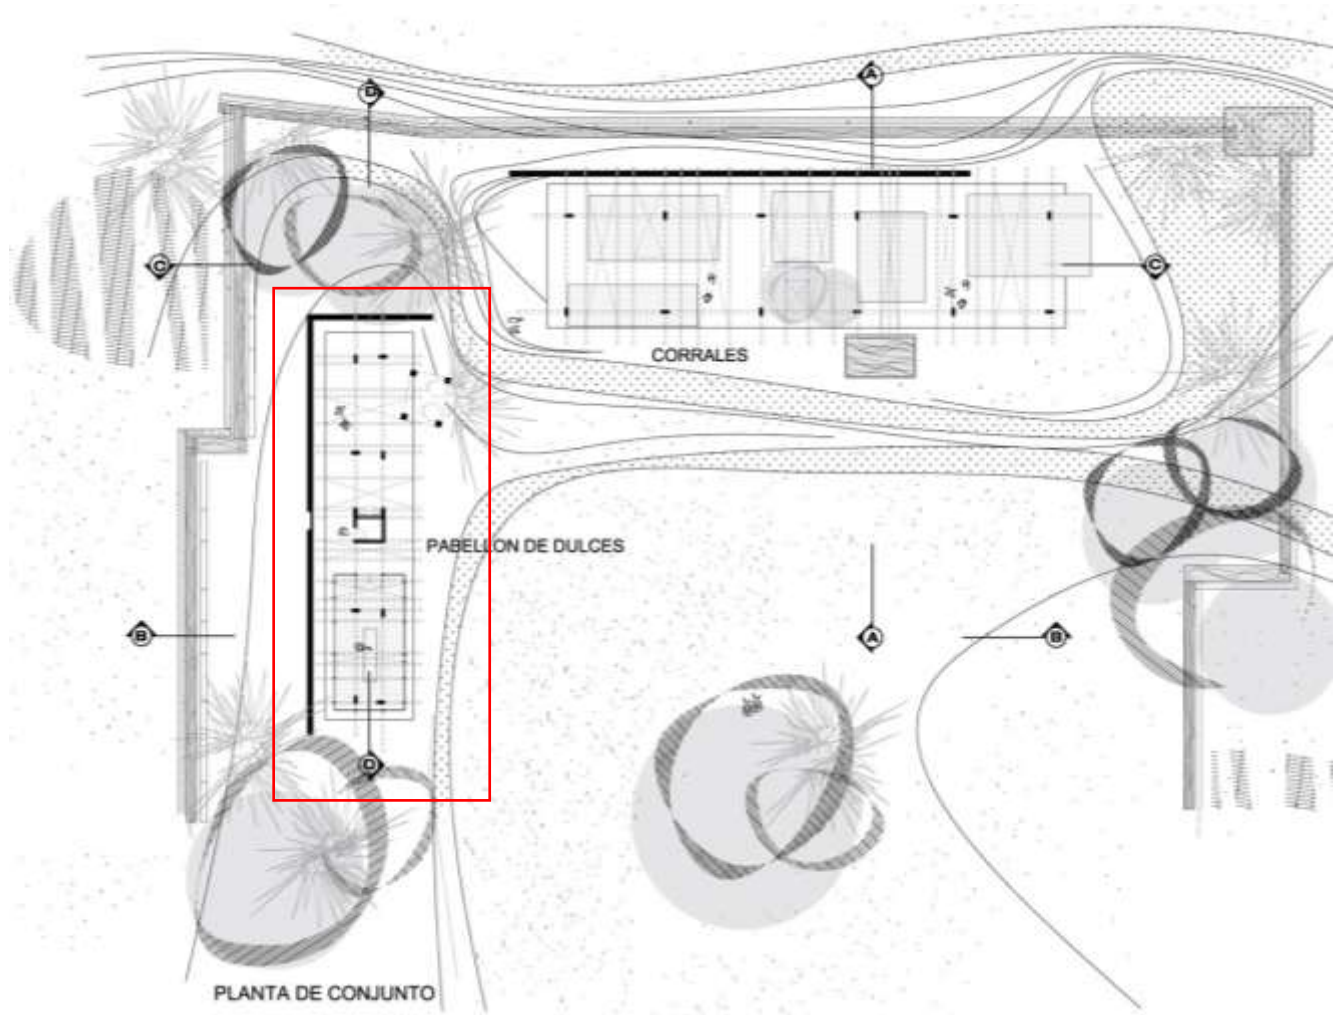 A
D
C
C
CORRALES
PABELLON DE DULCES
B
A
B
D
PLANTA DE CONJUNTO